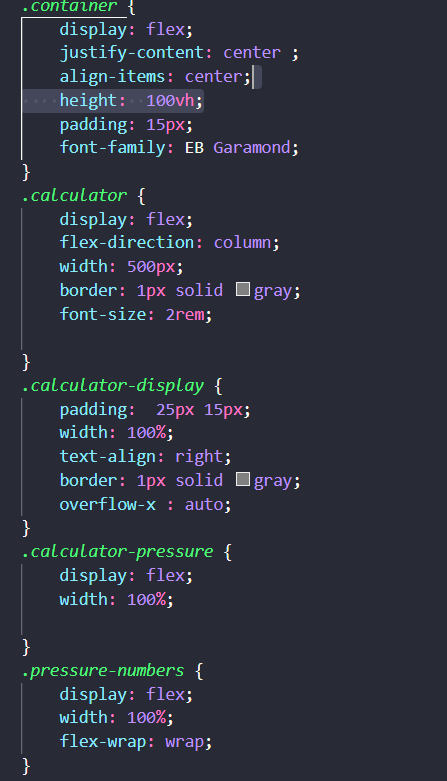 .container {
    display: flex;
    justify-content: center ;
    align-items: center;
    height:  100vh;
    padding: 15px;
    font-family: EB Garamond;
}
.calculator {
    display: flex;
    flex-direction: column;
    width: 500px;
    border: 1px solid gray;
    font-size: 2rem;

}
.calculator-display {
    padding:  25px 15px;
    width: 100%;
    text-align: right;
    border: 1px solid gray;
    overflow-x : auto;
}
.calculator-pressure {
    display: flex;
    width: 100%;

}
.pressure-numbers {
    display: flex;
    width: 100%;
    flex-wrap: wrap;
}